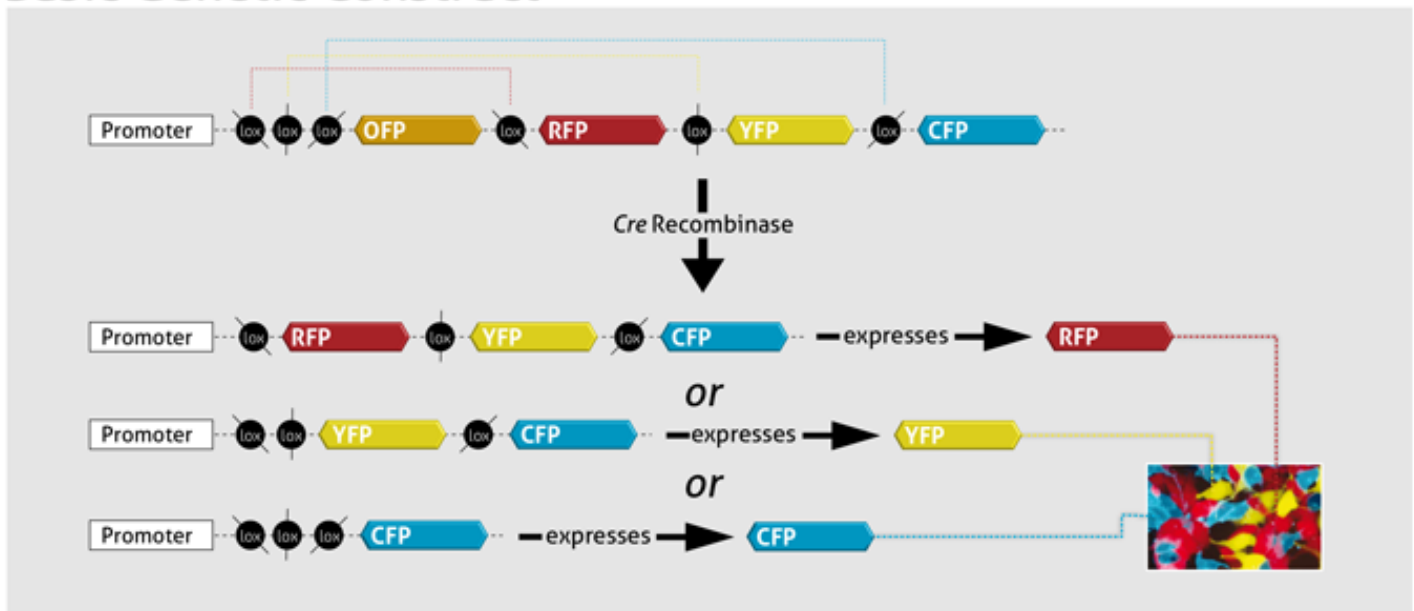 Promoter lox lox lox OFP lox RFP lox YFP lox CFP
Cre Recombinase
Promoter lox RFP lox YFP lox CFP expresses RFP
or
Promoter lox lox YFP lox CFP expresses YFP
or
Promoter lox lox lox CFP expresses CFP